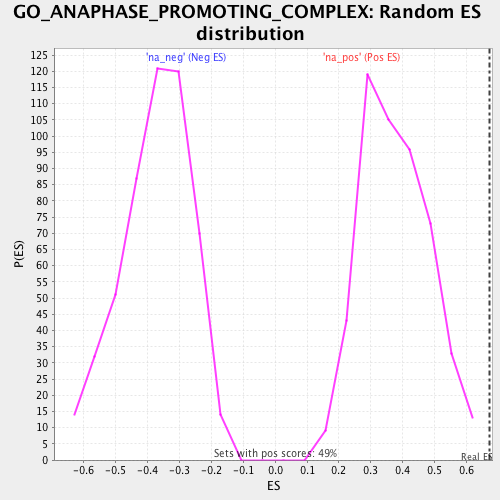 GO_ANAPHASE_PROMOTING_COMPLEX: Random ES
distribution
'na_neg' (Neg ES)
'na_pos' (Pos ES)
125
120
115
110
105
100
95
90
85
80
75
70
65
60
55
50
45
40
35
30
25
20
15
10
5
0
P(ES)
Sets with pos scores: 49%
Real ES
-0.6 -0.5 -0.4 -0.3 -0.2 -0.1 0.0 0.1 0.2 0.3 0.4 0.5 0.6
ES